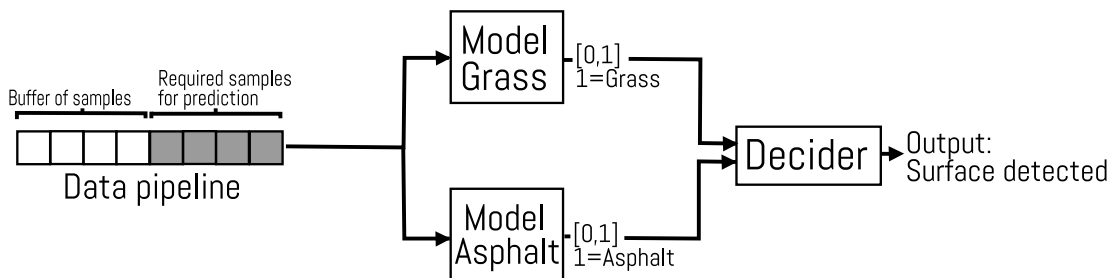 Buffer of samples
Required samples
for prediction
Data pipeline
Model
Grass
[0,1]
1=Grass
Model
Asphalt
[0,1]
1=Asphalt
Decider
Output:
Surface detected